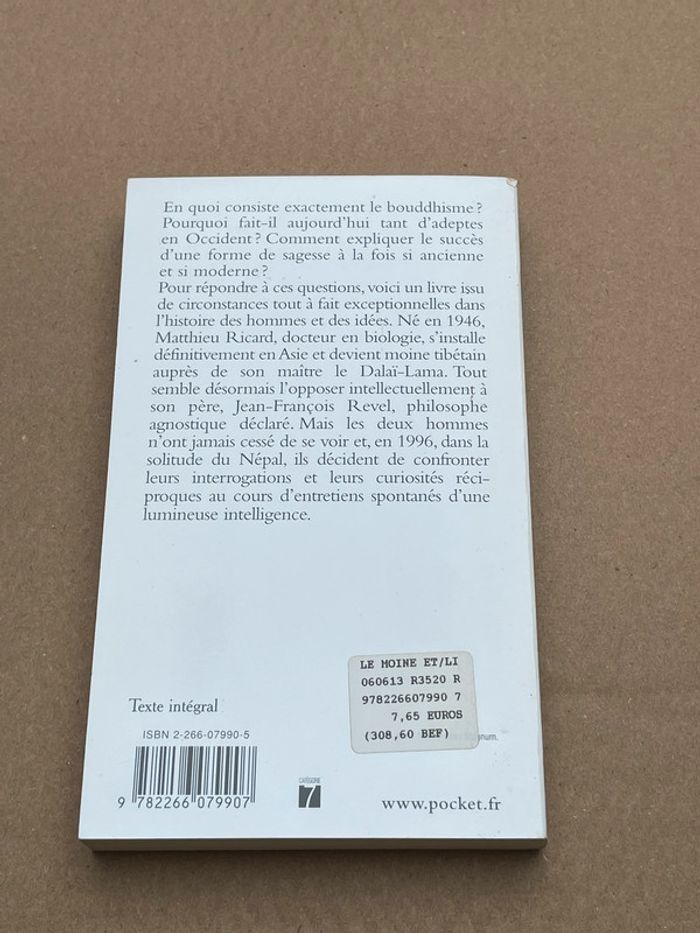 En quoi consiste exactement le bouddhisme ?
Pourquoi fait-il aujourd'hui tant d'adeptes
en Occident ? Comment expliquer le succès
d'une forme de sagesse à la fois si ancienne
et si moderne ?
Pour répondre à ces questions, voici un livre issu
de circonstances tout à fait exceptionnelles dans
l'histoire des hommes et des idées. Né en 1946,
Matthieu Ricard, docteur en biologie, s'installe
définitivement en Asie et devient moine tibétain
auprès de son maître le Dalaï-Lama. Tout
semble désormais l'opposer intellectuellement à
son père, Jean-François Revel, philosophe
agnostique déclaré. Mais les deux hommes
n'ont jamais cessé de se voir et, en 1996, dans la
solitude du Népal, ils décident de confronter
leurs interrogations et leurs curiosités réci-
proques au cours d'entretiens spontanés d'une
lumineuse intelligence.
LE MOINE ET/LI
060613 R3520 R
978226607990 7
7,65 EUROS
(308,60 BEF)
Texte intégral
ISBN 2-266-07990-5
9 782266 079907
CATÉGORIE
7
www.pocket.fr